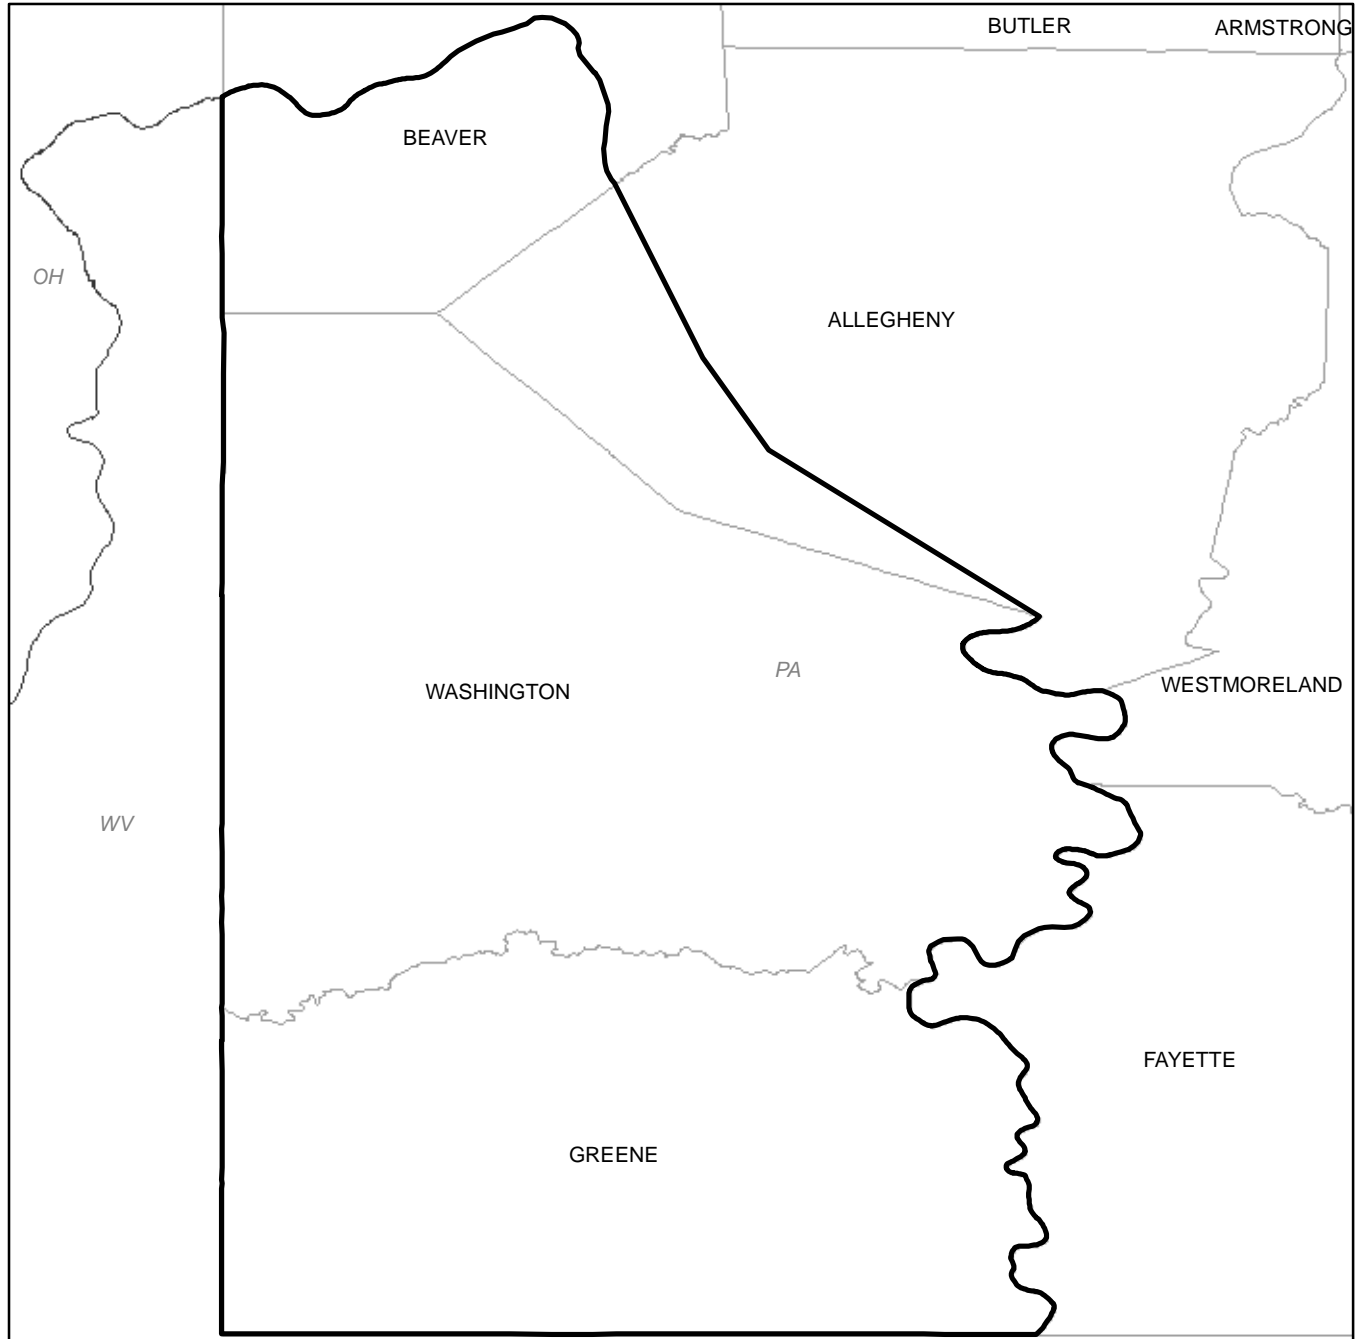 BUTLER
ARMSTRONG
BEAVER
OH
ALLEGHENY
PA
WASHINGTON
WESTMORELAND
WV
FAYETTE
GREENE